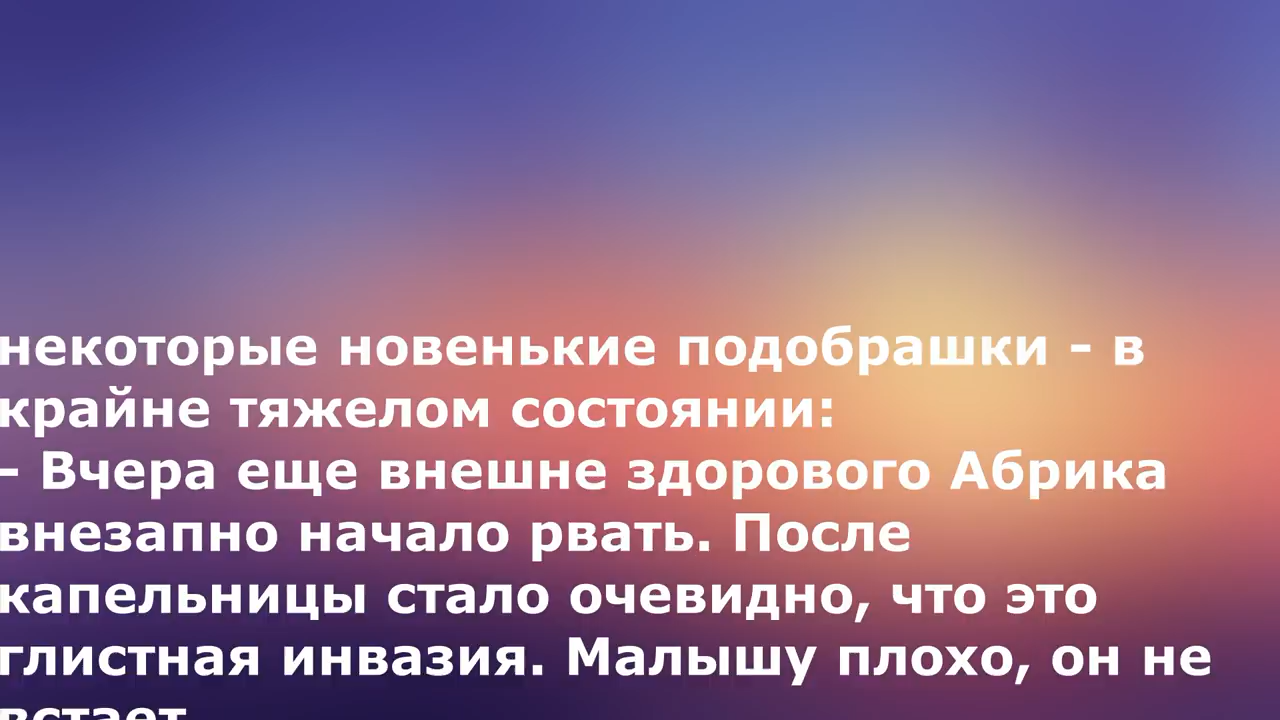 некоторые новенькие подобрашки - в
крайне тяжелом состоянии:
– Вчера еще внешне здорового Абрика
внезапно начало рвать. После
капельницы стало очевидно, что это
глистная инвазия. Малышу плохо, он не
встает